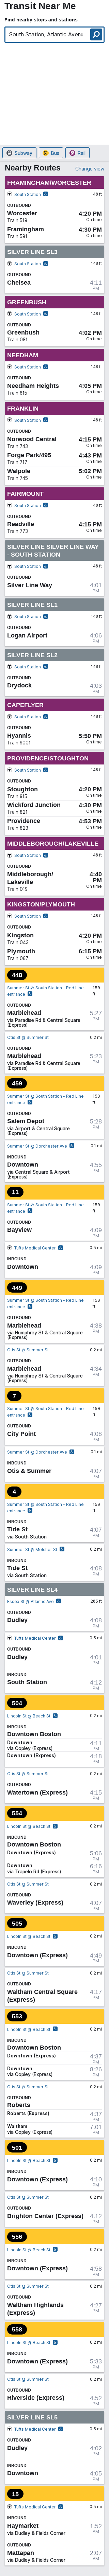 Transit Near Me
Find nearby stops and stations
South Station, Atlantic Avenu
Subway
Bus
Rail
Nearby Routes
Change view
FRAMINGHAM/WORCESTER
South Station
148 ft
OUTBOUND
Worcester
4:20 PM
Train 519
On time
Framingham
4:30 PM
Train 591
On time
SILVER LINE SL3
South Station
148 ft
OUTBOUND
Chelsea
4:11
PM
GREENBUSH
South Station
148 ft
OUTBOUND
Greenbush
4:02 PM
Train 081
On time
NEEDHAM
South Station
148 ft
OUTBOUND
Needham Heights
4:05 PM
Train 615
On time
FRANKLIN
South Station
148 ft
OUTBOUND
Norwood Central
4:15 PM
Train 743
On time
Forge Park/495
4:43 PM
Train 717
On time
Walpole
5:02 PM
Train 745
On time
FAIRMOUNT
South Station
148 ft
OUTBOUND
Readville
4:15 PM
Train 773
On time
SILVER LINE SILVER LINE WAY
- SOUTH STATION
South Station
148 ft
OUTBOUND
Silver Line Way
4:01
PM
SILVER LINE SL1
South Station
148 ft
OUTBOUND
Logan Airport
4:09
PM
SILVER LINE SL2
South Station
148 ft
OUTBOUND
Drydock
4:03
PM
CAPEFLYER
South Station
148 ft
OUTBOUND
Hyannis
5:50 PM
Train 9001
On time
PROVIDENCE/STOUGHTON
South Station
148 ft
OUTBOUND
Stoughton
4:20 PM
Train 915
On time
Wickford Junction
4:30 PM
Train 821
On time
Providence
4:53 PM
Train 823
On time
MIDDLEBOROUGH/LAKEVILLE
South Station
148 ft
OUTBOUND
Middleborough/
Lakeville
4:40
PM
Train 019
On time
KINGSTON/PLYMOUTH
South Station
148 ft
OUTBOUND
Kingston
4:20 PM
Train 043
On time
Plymouth
6:15 PM
Train 067
On time
448
Summer St @ South Station - Red Line
entrance
159
ft
OUTBOUND
Marblehead
5:21
via Paradise Rd & Central Square
(Express)
PM
Otis St @ Summer St
0.2 mi
OUTBOUND
Marblehead
5:21
via Paradise Rd & Central Square
(Express)
PM
459
Summer St @ South Station - Red Line
entrance
159
ft
OUTBOUND
Salem Depot
5:28
via Airport & Central Square
(Express)
PM
Summer St @ Dorchester Ave
0.1 mi
INBOUND
Downtown
4:55
via Central Square & Airport
(Express)
PM
11
Summer St @ South Station - Red Line
entrance
159
ft
OUTBOUND
Bayview
4:08
PM
Tufts Medical Center
0.5 mi
INBOUND
Downtown
4:08
PM
449
Summer St @ South Station - Red Line
entrance
159
ft
OUTBOUND
Marblehead
4:36
via Humphrey St & Central Square
(Express)
PM
Otis St @ Summer St
0.2 mi
OUTBOUND
Marblehead
4:34
via Humphrey St & Central Square
(Express)
PM
7
Summer St @ South Station - Red Line
entrance
159
ft
OUTBOUND
City Point
4:08
PM
Summer St @ Dorchester Ave
0.1 mi
INBOUND
Otis & Summer
4:07
PM
4
Summer St @ South Station - Red Line
entrance
159
ft
INBOUND
Tide St
4:07
via South Station
PM
Summer St @ Melcher St
0.2 mi
INBOUND
Tide St
4:08
via South Station
PM
SILVER LINE SL4
Essex St @ Atlantic Ave
285 ft
OUTBOUND
Dudley
4:08
PM
Tufts Medical Center
0.5 mi
OUTBOUND
Dudley
4:01
PM
INBOUND
South Station
4:12
PM
504
Lincoln St @ Beach St
0.2 mi
INBOUND
Downtown Boston
Downtown
4:11
via Copley (Express)
PM
Downtown (Express)
4:13
PM
Otis St @ Summer St
0.2 mi
OUTBOUND
Watertown (Express)
4:15
PM
554
Lincoln St @ Beach St
0.2 mi
INBOUND
Downtown Boston
Downtown (Express)
5:04
PM
Downtown
6:16
via Trapelo Rd (Express)
PM
Otis St @ Summer St
0.2 mi
OUTBOUND
Waverley (Express)
4:07
PM
505
Lincoln St @ Beach St
0.2 mi
INBOUND
Downtown (Express)
4:48
PM
Otis St @ Summer St
0.2 mi
OUTBOUND
Waltham Central Square
(Express)
4:17
PM
553
Lincoln St @ Beach St
0.2 mi
INBOUND
Downtown Boston
Downtown (Express)
4:37
PM
Downtown
8:26
via Copley (Express)
PM
Otis St @ Summer St
0.2 mi
OUTBOUND
Roberts
Roberts (Express)
4:37
PM
Waltham
7:07
via Copley (Express)
PM
501
Lincoln St @ Beach St
0.2 mi
INBOUND
Downtown (Express)
4:10
PM
Otis St @ Summer St
0.2 mi
OUTBOUND
Brighton Center (Express)
4:12
PM
556
Lincoln St @ Beach St
0.2 mi
INBOUND
Downtown (Express)
4:58
PM
Otis St @ Summer St
0.2 mi
OUTBOUND
Waltham Highlands
(Express)
4:27
PM
558
Lincoln St @ Beach St
0.2 mi
INBOUND
Downtown (Express)
5:33
PM
Otis St @ Summer St
0.2 mi
OUTBOUND
Riverside (Express)
4:52
PM
SILVER LINE SL5
Tufts Medical Center
0.5 mi
OUTBOUND
Dudley
4:02
PM
INBOUND
Downtown
4:05
PM
15
Tufts Medical Center
0.5 mi
INBOUND
Haymarket
1:52
via Dudley & Fields Corner
AM
OUTBOUND
Mattapan
2:07
via Dudley & Fields Corner
AM